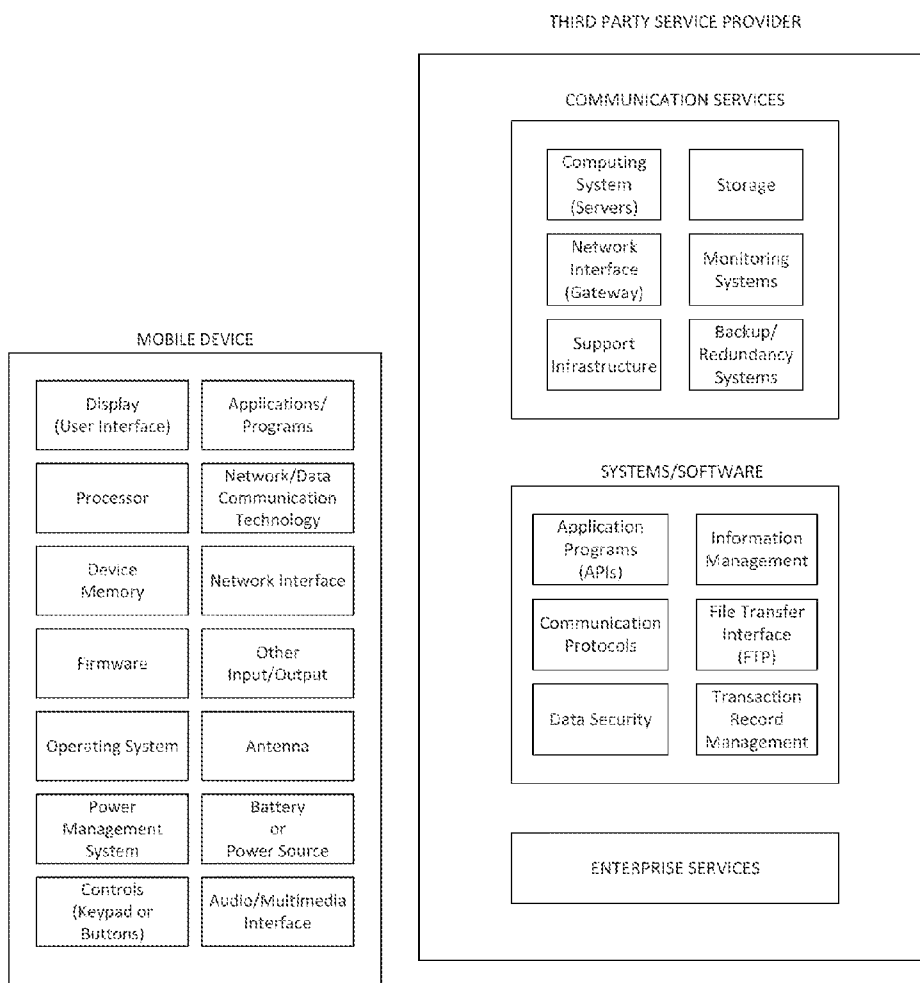 THIRD PARTY SERVICE PROVIDER
COMMUNICATION SERVICES
Computing
System
(Servers)
Storage
Network
Interface
(Gateway)
Monitoring
Systems
Support
Infrastructure
Backup/
Redundancy
Systems
MOBILE DEVICE
Display
(User Interface)
Applications/
Programs
Processor
Network/Data
Communication
Technology
Device
Memory
Network Interface
Firmware
Other
Input/Output
Operating System
Antenna
Power
Management
System
Battery
or
Power Source
Controls
(Keypad or
Buttons)
Audio/Multimedia
Interface
SYSTEMS/SOFTWARE
Application
Programs
(APIs)
Information
Management
Communication
Protocols
File Transfer
Interface
(FTP)
Data Security
Transaction
Record
Management
ENTERPRISE SERVICES